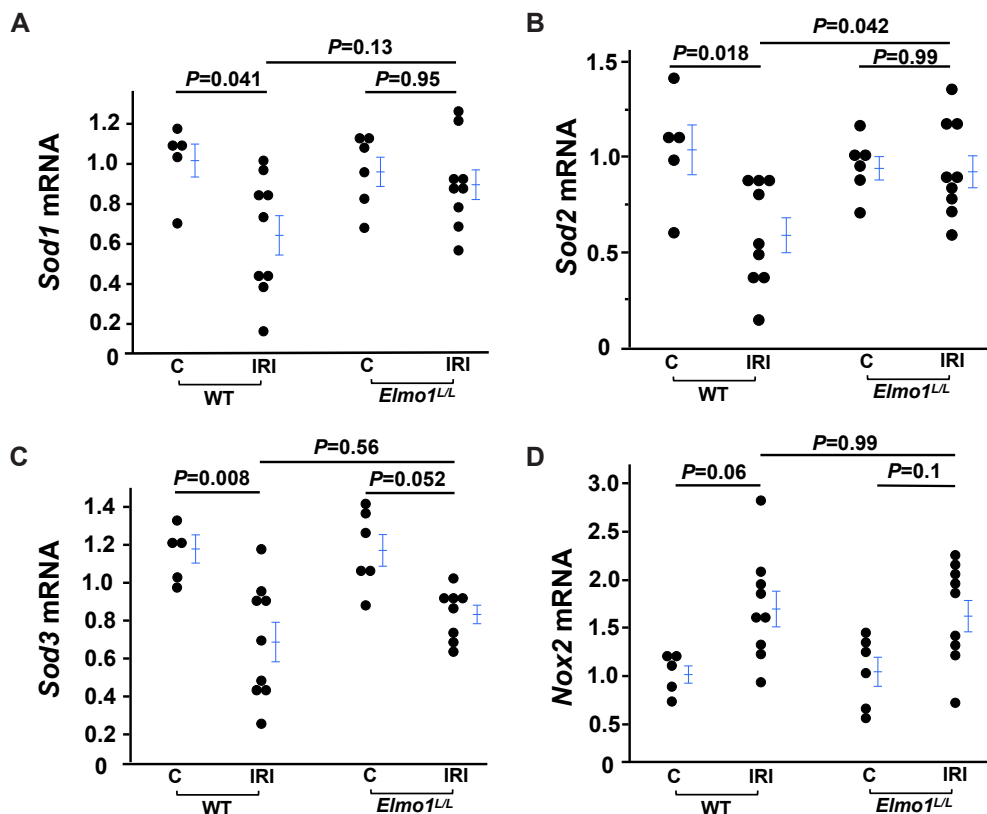 A
P=0.13
P=0.041
P=0.95
Sod1 mRNA
1.2
1.0
0.8
0.6
0.4
0.2
0
C
IRI
C
IRI
WT
Elmo1L/L
B
P=0.042
P=0.018
P=0.99
Sod2 mRNA
1.5
1.0
0.5
0
C
IRI
C
IRI
WT
Elmo1L/L
C
P=0.56
P=0.008
P=0.052
Sod3 mRNA
1.4
1.2
1.0
0.8
0.6
0.4
0.2
0
C
IRI
C
IRI
WT
Elmo1L/L
D
P=0.99
P=0.06
P=0.1
Nox2 mRNA
3.0
2.5
2.0
1.5
1.0
0.5
0
C
IRI
C
IRI
WT
Elmo1L/L